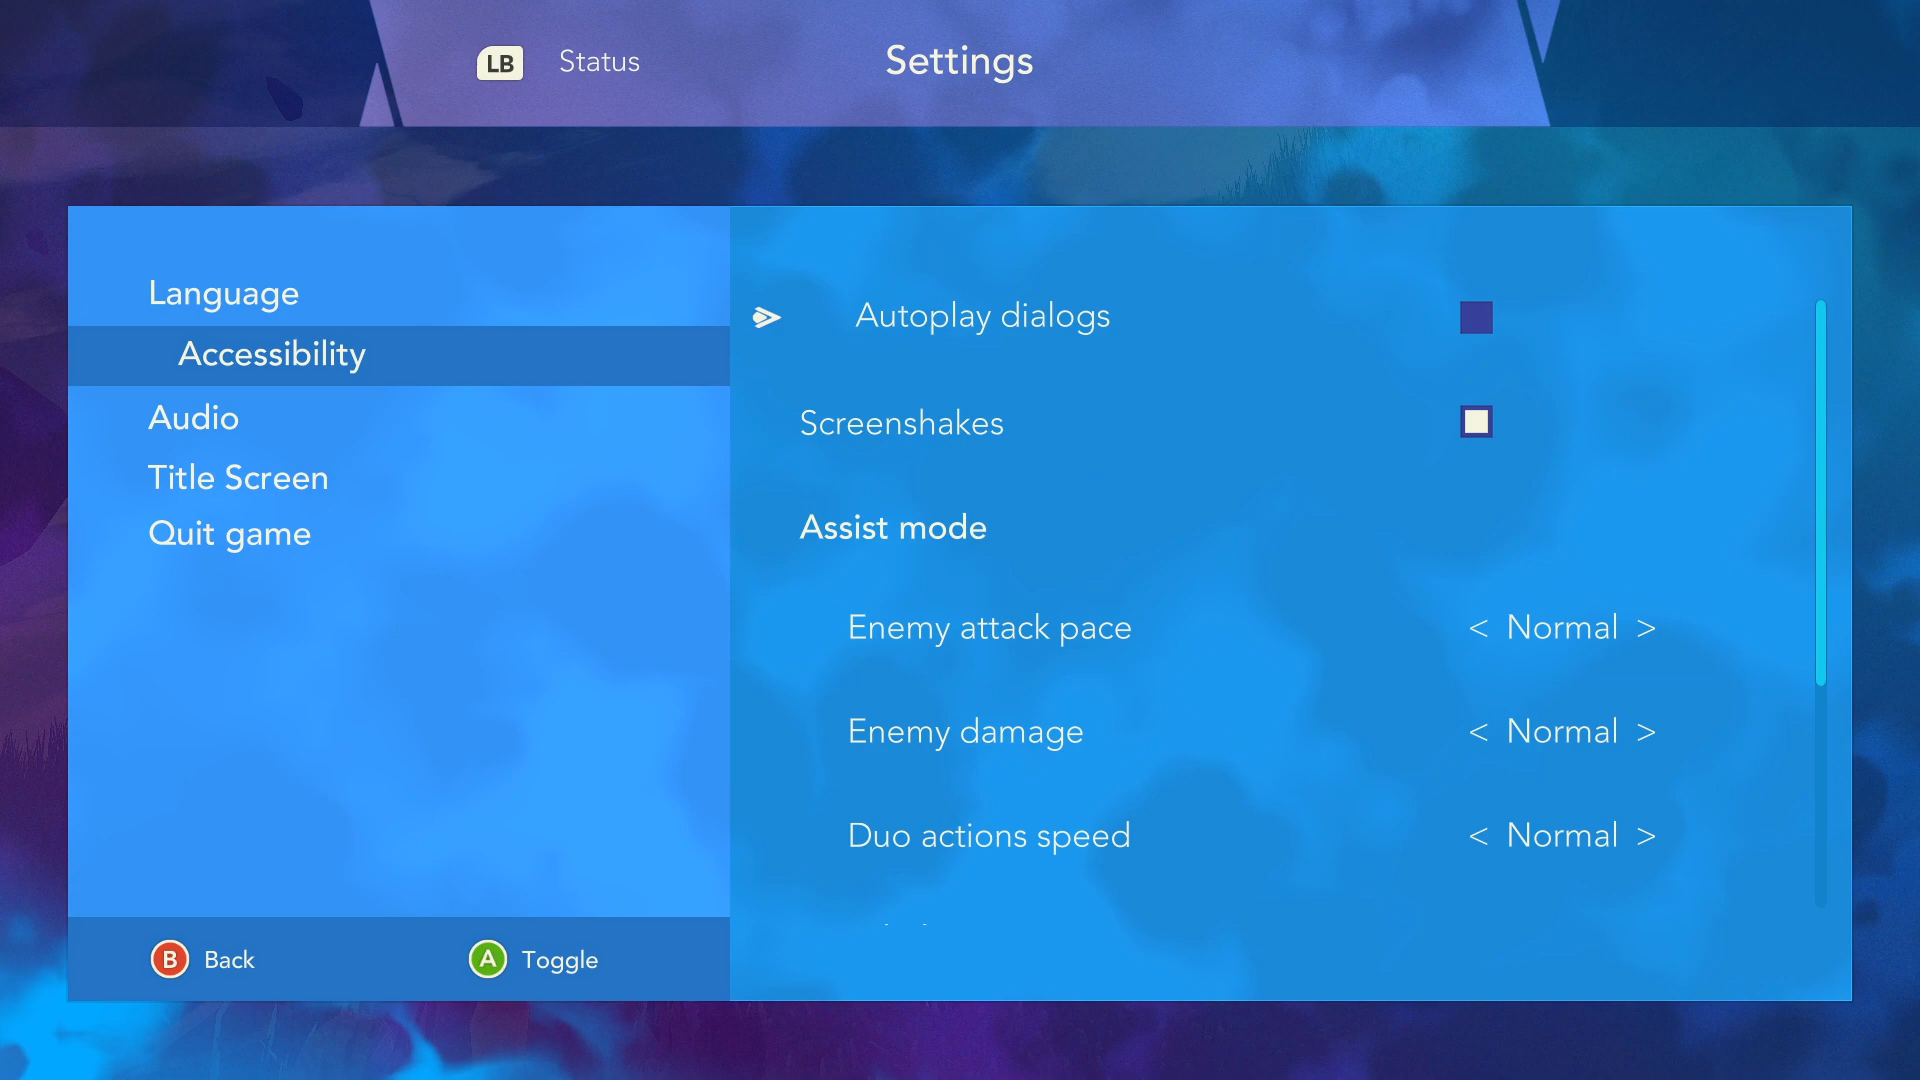 LB Status Settings
Language
Accessibility
Audio
Title Screen
Quit game
B Back A Toggle
Autoplay dialogs
Screenshakes
Assist mode
Enemy attack pace < Normal >
Enemy damage < Normal >
Duo actions speed < Normal >